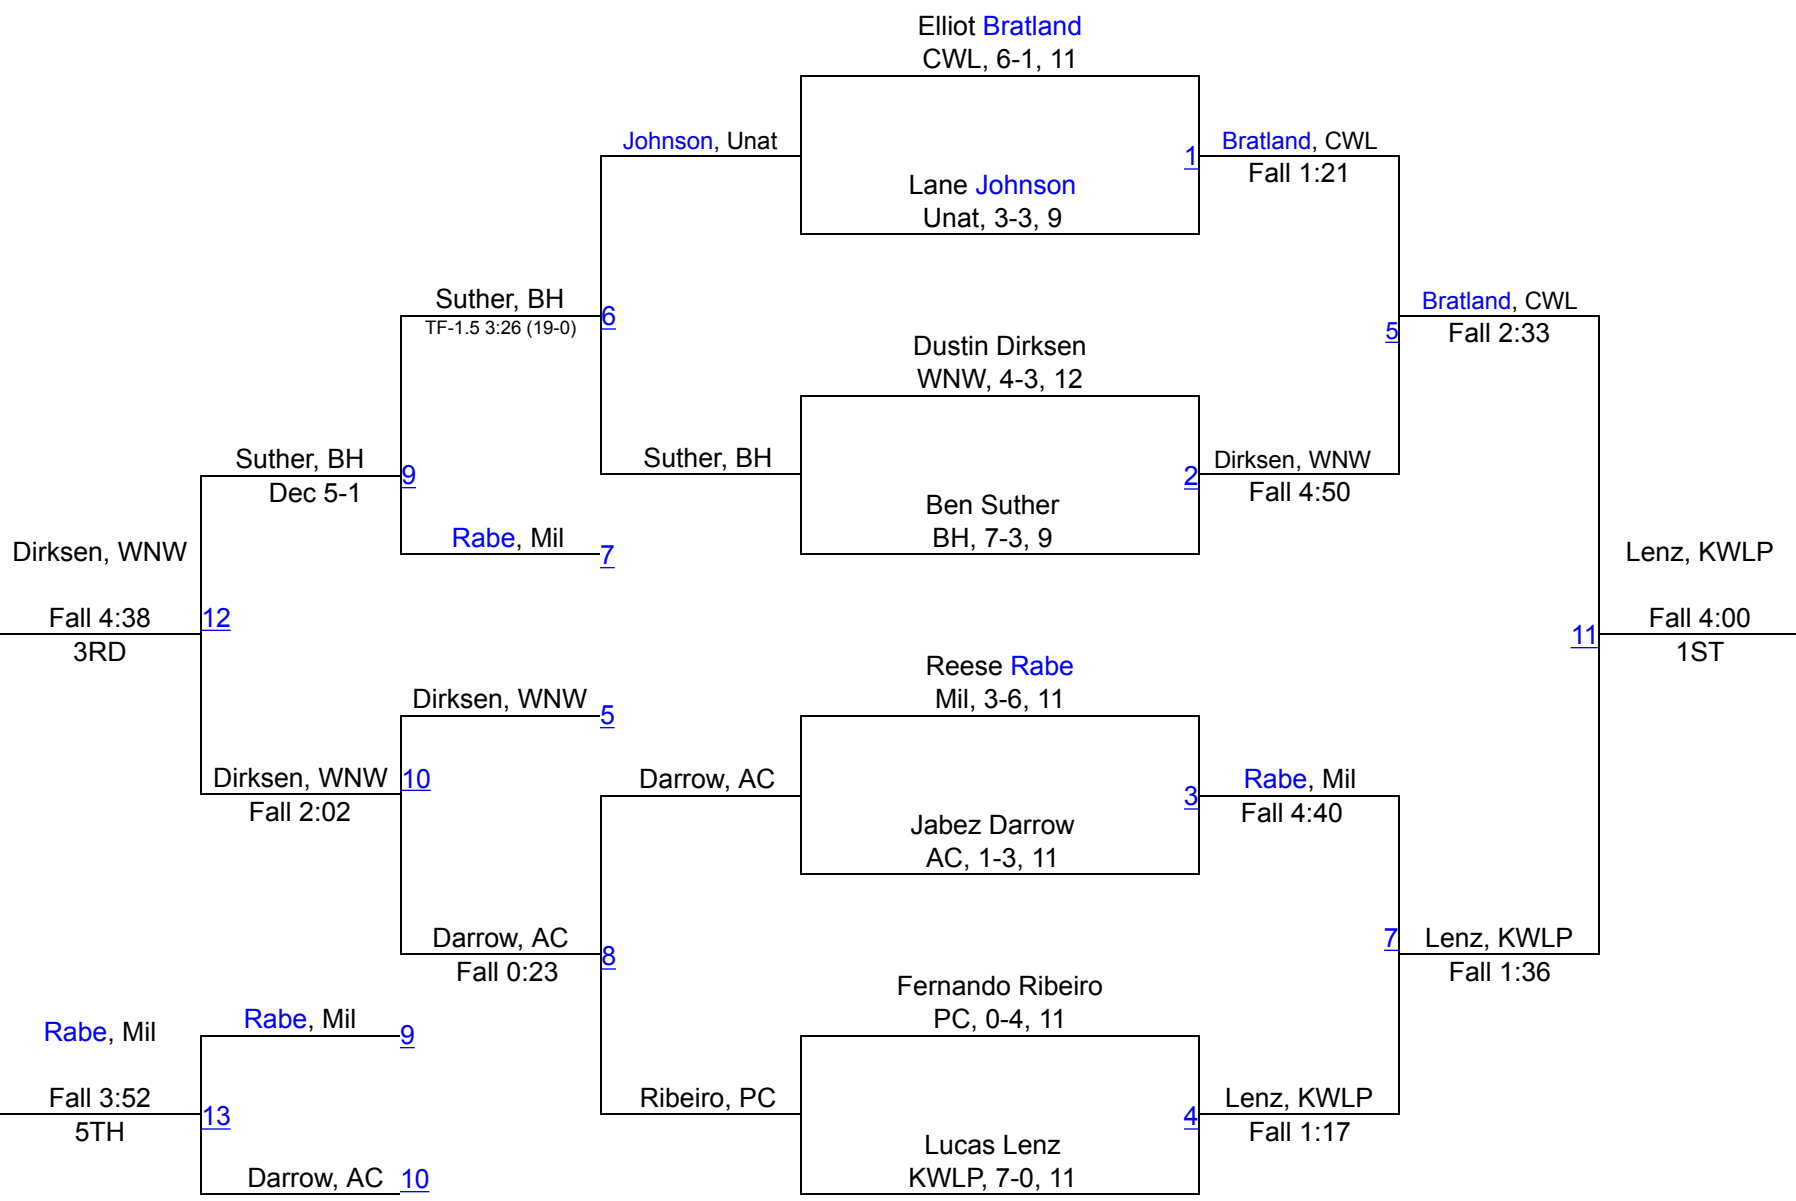 Elliot Bratland
CWL, 6-1, 11
Johnson, Unat
1
Bratland, CWL
Fall 1:21
Lane Johnson
Unat, 3-3, 9
Suther, BH
TF-1.5 3:26 (19-0)
6
Bratland, CWL
Fall 2:33
5
Dustin Dirksen
WNW, 4-3, 12
Suther, BH
Dec 5-1
9
Suther, BH
2
Dirksen, WNW
Fall 4:50
Ben Suther
BH, 7-3, 9
Rabe, Mil
7
Dirksen, WNW
Fall 4:38
3RD
12
Lenz, KWLP
Fall 4:00
1ST
11
Reese Rabe
Mil, 3-6, 11
Dirksen, WNW
5
Dirksen, WNW
Fall 2:02
10
Darrow, AC
3
Rabe, Mil
Fall 4:40
Jabez Darrow
AC, 1-3, 11
Darrow, AC
Fall 0:23
8
7
Lenz, KWLP
Fall 1:36
Fernando Ribeiro
PC, 0-4, 11
Rabe, Mil
Rabe, Mil
9
Fall 3:52
5TH
13
Ribeiro, PC
4
Lenz, KWLP
Fall 1:17
Lucas Lenz
KWLP, 7-0, 11
Darrow, AC
10